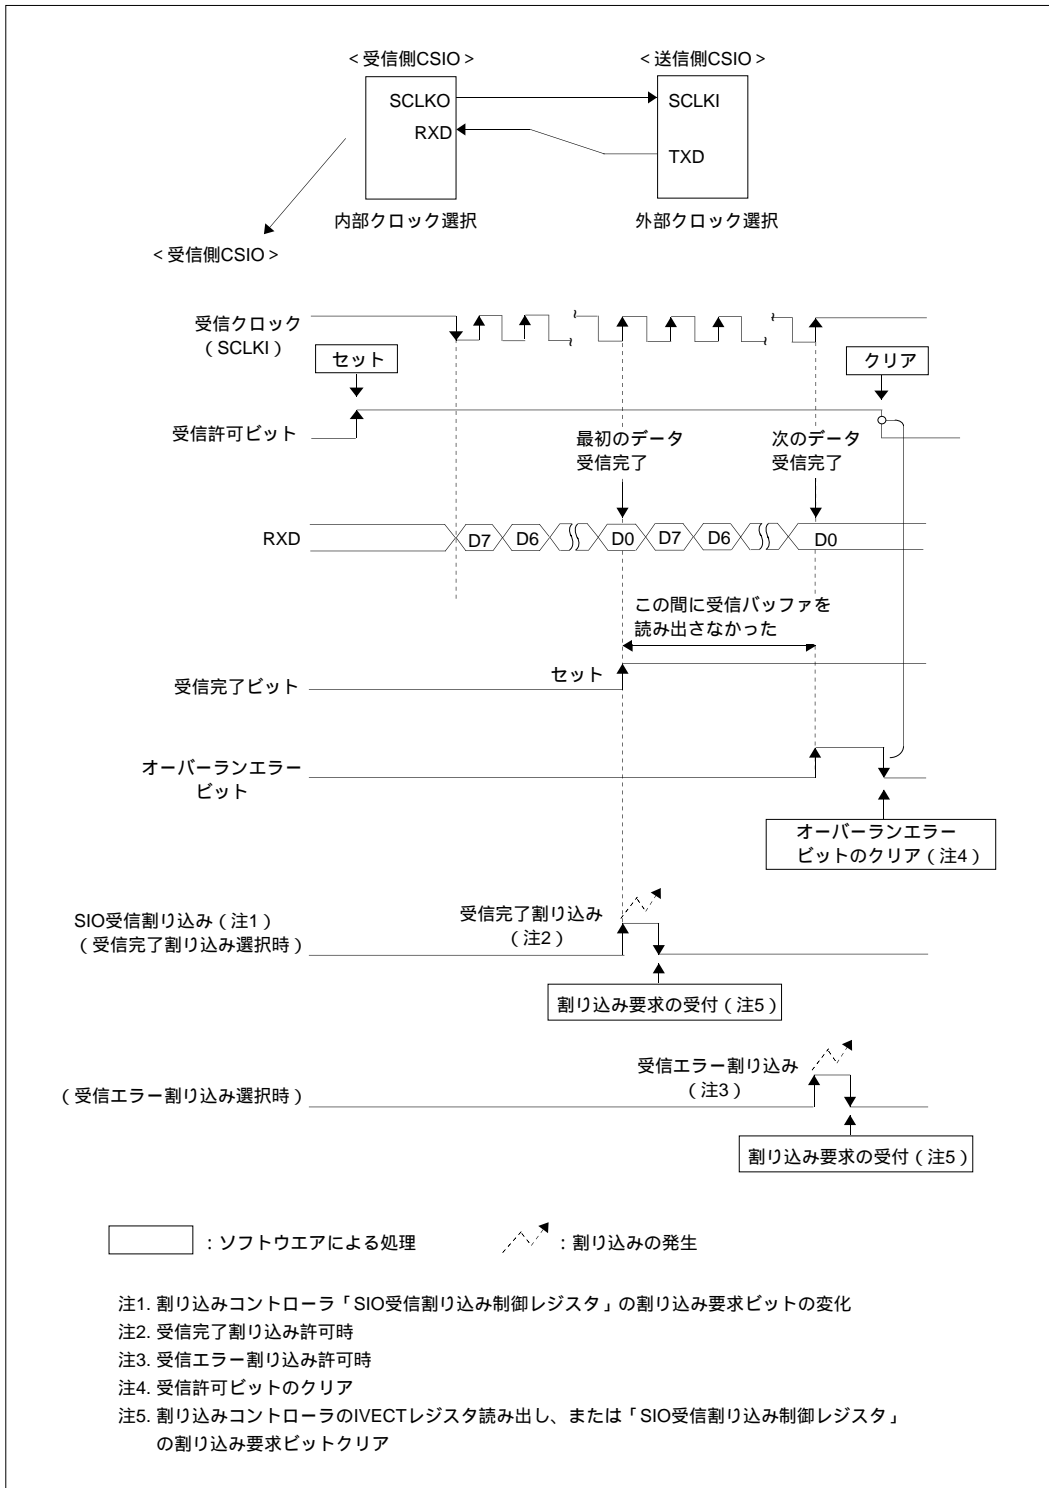 ＜受信側CSIO＞
＜送信側CSIO＞
SCLKO
SCLKI
RXD
TXD
内部クロック選択
外部クロック選択
＜受信側CSIO＞
受信クロック
（SCLKI）
セット
クリア
受信許可ビット
最初のデータ
受信完了
次のデータ
受信完了
RXD
D7
D6
D0
D7
D6
D0
この間に受信バッファを
読み出さなかった
セット
受信完了ビット
オーバーランエラー
ビット
オーバーランエラー
ビットのクリア（注4）
SIO受信割り込み（注1）
（受信完了割り込み選択時）
受信完了割り込み
（注2）
割り込み要求の受付（注5）
受信エラー割り込み
（注3）
（受信エラー割り込み選択時）
割り込み要求の受付（注5）
：ソフトウエアによる処理
：割り込みの発生
注1. 割り込みコントローラ「SIO受信割り込み制御レジスタ」の割り込み要求ビットの変化
注2. 受信完了割り込み許可時
注3. 受信エラー割り込み許可時
注4. 受信許可ビットのクリア
注5. 割り込みコントローラのIVECTレジスタ読み出し、または「SIO受信割り込み制御レジスタ」
の割り込み要求ビットクリア